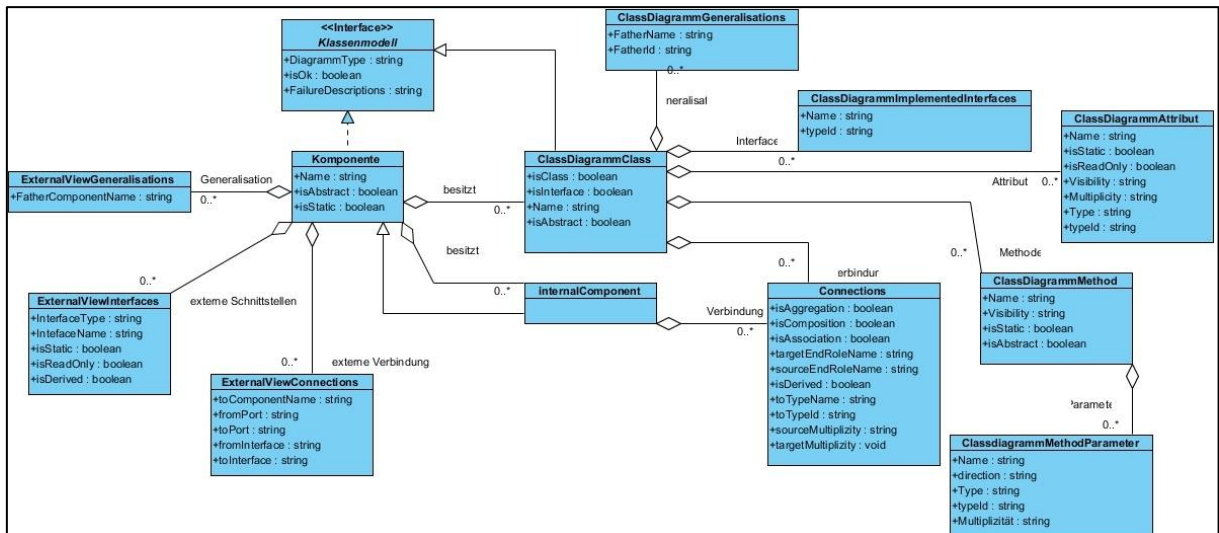 <<Interface>>
Klassenmodell
+DiagrammType : string
+isOk : boolean
+FailureDescriptions : string
ClassDiagrammGeneralisations
+FatherName : string
+FatherId : string
0..*
neralisat
ClassDiagrammImplementedInterfaces
+Name : string
+typeId : string
Interface
0..*
ClassDiagrammAttribut
+Name : string
+isStatic : boolean
+isReadOnly : boolean
+Visibility : string
+Multiplicity : string
+Type : string
+typeId : string
Attribut
0..*
Komponente
+Name : string
+isAbstract : boolean
+isStatic : boolean
ExternalViewGeneralisations
+FatherComponentName : string
Generalisation
0..*
besitzt
0..*
ClassDiagrammClass
+isClass : boolean
+isInterface : boolean
+Name : string
+isAbstract : boolean
besitzt
0..*
internalComponent
0..*
externe Schnittstellen
ExternalViewInterfaces
+InterfaceType : string
+IntefaceName : string
+isStatic : boolean
+isReadOnly : boolean
+isDerived : boolean
0..*
externe Verbindung
ExternalViewConnections
+toComponentName : string
+fromPort : string
+toPort : string
+fromInterface : string
+toInterface : string
Verbindung
0..*
0..*
erbindur
Connections
+isAggregation : boolean
+isComposition : boolean
+isAssociation : boolean
+targetEndRoleName : string
+sourceEndRoleName : string
+isDerived : boolean
+toTypeName : string
+toTypeId : string
+sourceMultiplizity : string
+targetMultiplizity : void
0..*
Methode
ClassDiagrammMethod
+Name : string
+Visibility : string
+isStatic : boolean
+isAbstract : boolean
Paramete
0..*
ClassdiagrammMethodParameter
+Name : string
+direction : string
+Type : string
+typeId : string
+Multiplizität : string